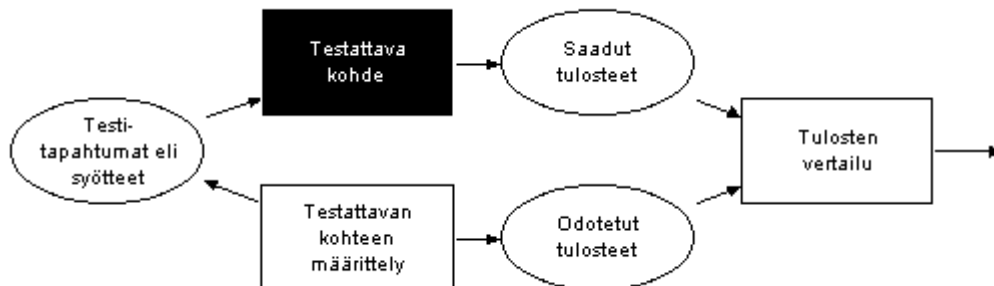 Testattava
kohde
Saadut
tulosteet
Testi-
tapahtumat eli
syötteet
Tulosten
vertailu
Testattavan
kohteen
määrittely
Odotetut
tulosteet